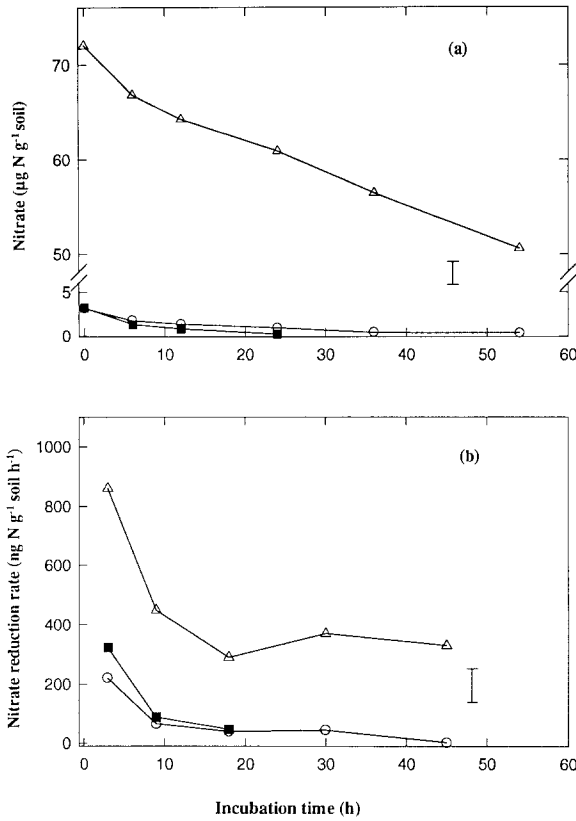 (a)
Nitrate (µg N g⁻¹ soil)
70
60
50
5
0
0 10 20 30 40 50 60
(b)
Nitrate reduction rate (ng N g⁻¹ soil h⁻¹)
1000
800
600
400
200
0
0 10 20 30 40 50 60
Incubation time (h)